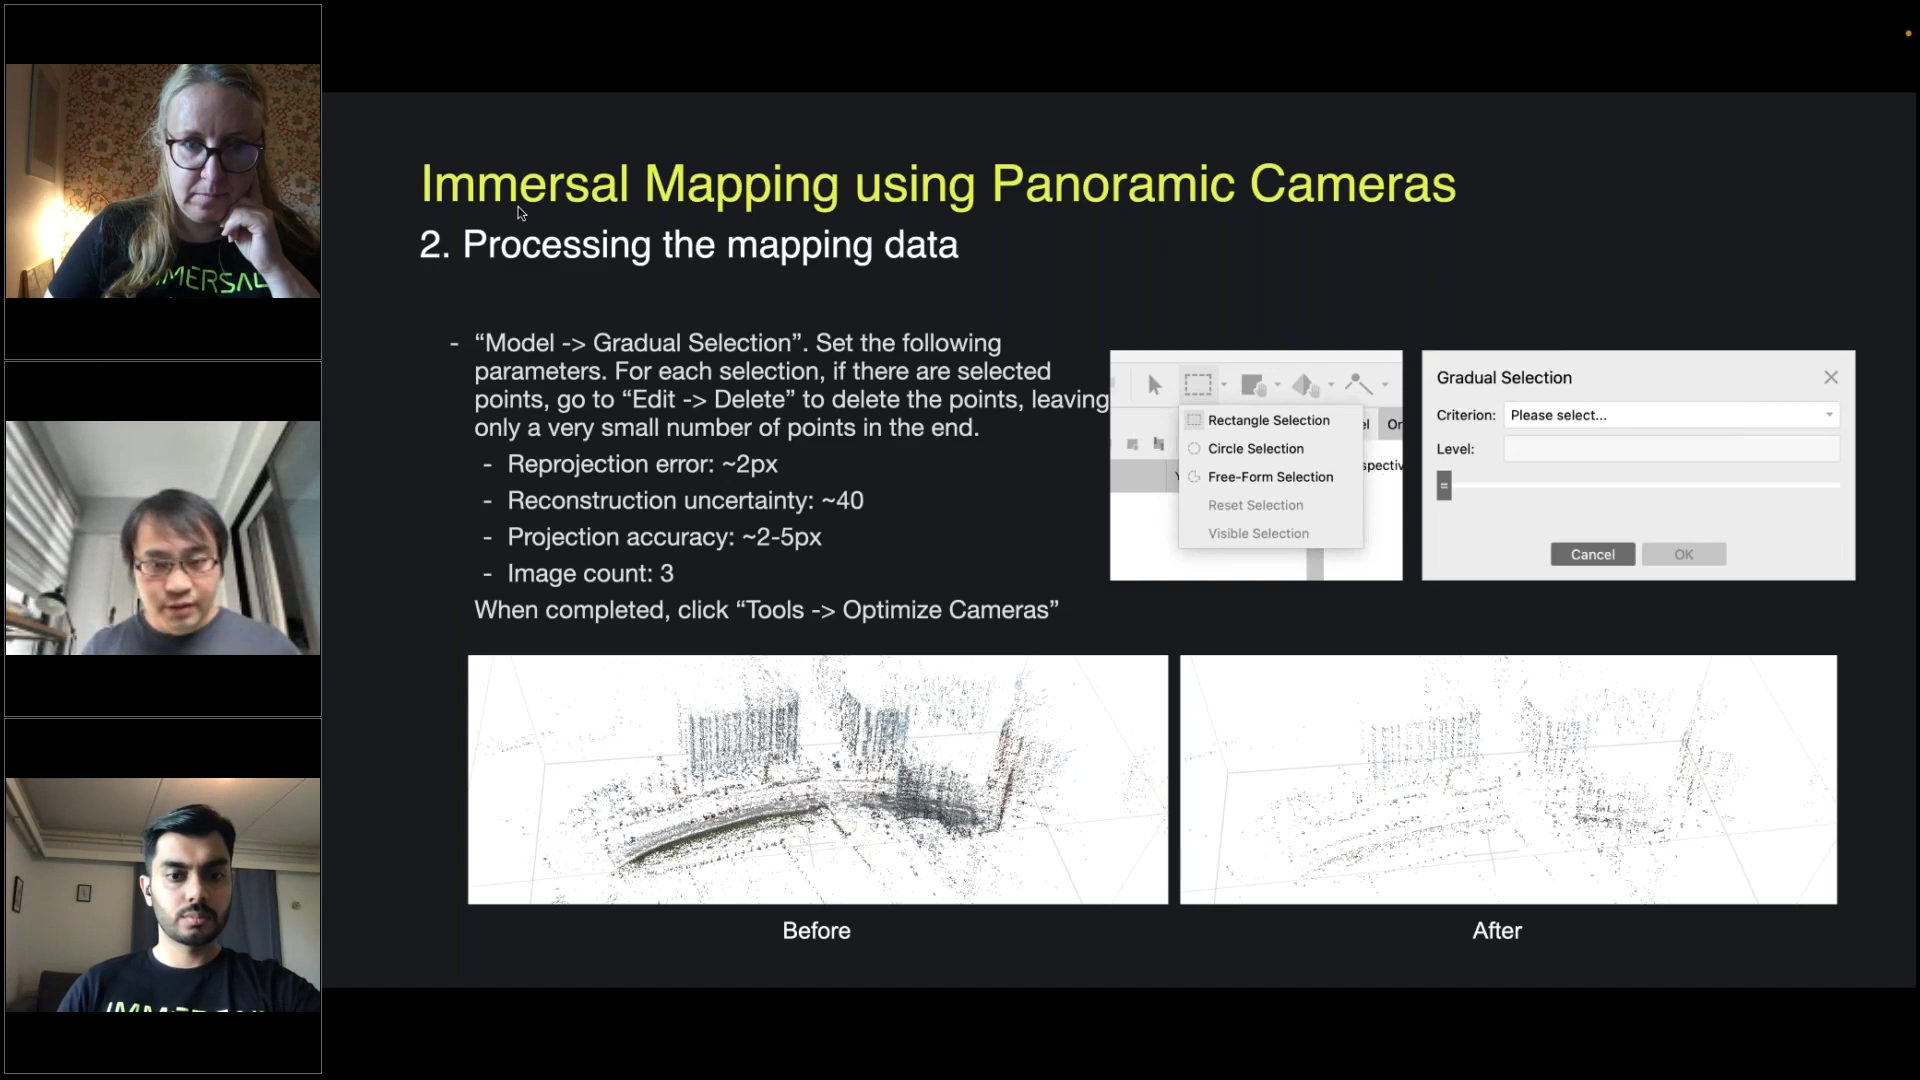 IMMERSAL
Immersal Mapping using Panoramic Cameras
2. Processing the mapping data
- “Model -> Gradual Selection”. Set the following
parameters. For each selection, if there are selected
points, go to “Edit -> Delete” to delete the points, leaving
only a very small number of points in the end.
- Reprojection error: ~2px
- Reconstruction uncertainty: ~40
- Projection accuracy: ~2-5px
- Image count: 3
When completed, click “Tools -> Optimize Cameras”
Rectangle Selection
Circle Selection
Free-Form Selection
Reset Selection
Visible Selection
Gradual Selection
Criterion: Please select...
Level:
Cancel OK
Before
After